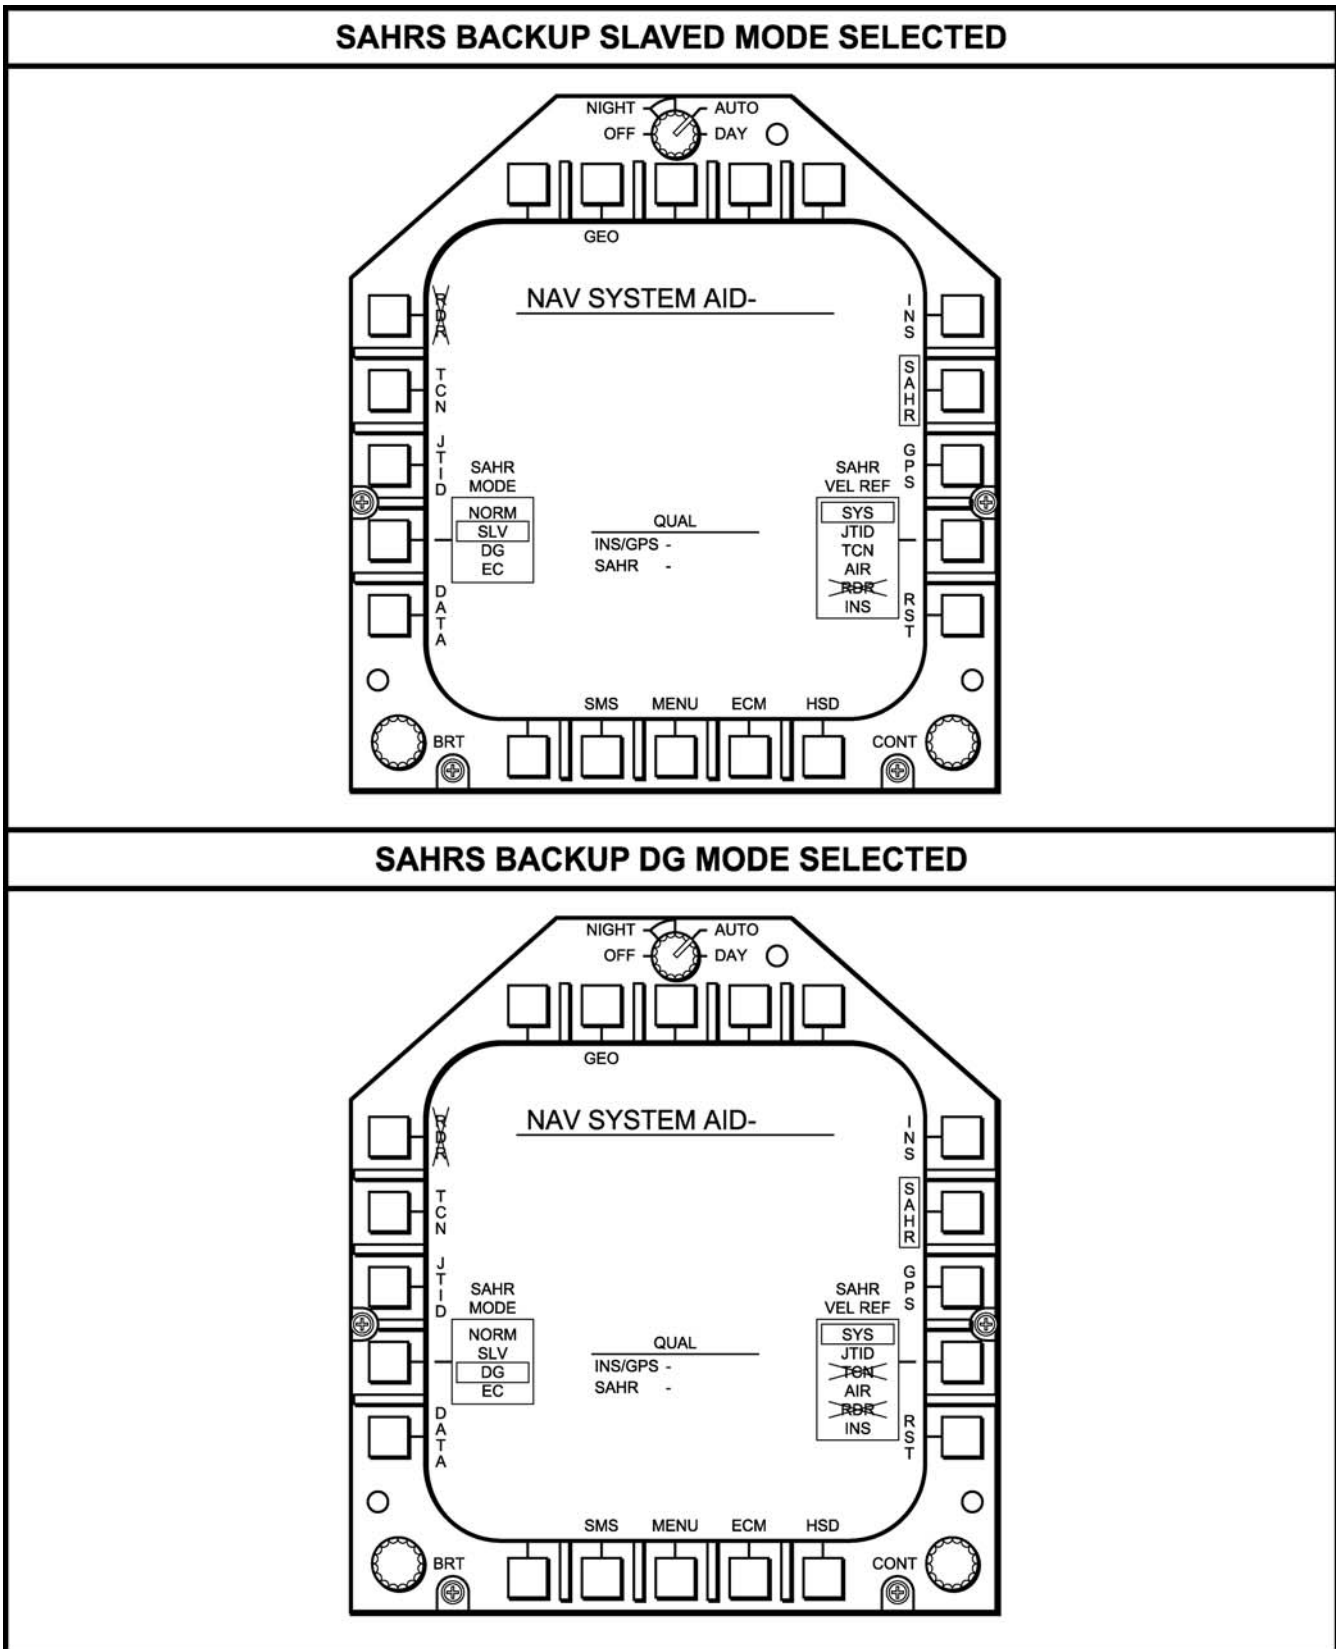 SAHRS BACKUP SLAVED MODE SELECTED
NIGHT AUTO
OFF DAY
GEO
NAV SYSTEM AID-
RDR
INS
TCN
SAHR
JTID
GPS
SAHR
MODE
NORM
SLV
DG
EC
QUAL
INS/GPS -
SAHR -
SAHR
VEL REF
SYS
JTID
TCN
AIR
RDR
INS
DATA
RST
SMS MENU ECM HSD
BRT CONT
SAHRS BACKUP DG MODE SELECTED
NIGHT AUTO
OFF DAY
GEO
NAV SYSTEM AID-
RDR
INS
TCN
SAHR
JTID
GPS
SAHR
MODE
NORM
SLV
DG
EC
QUAL
INS/GPS -
SAHR -
SAHR
VEL REF
SYS
JTID
TCN
AIR
RDR
INS
DATA
RST
SMS MENU ECM HSD
BRT CONT